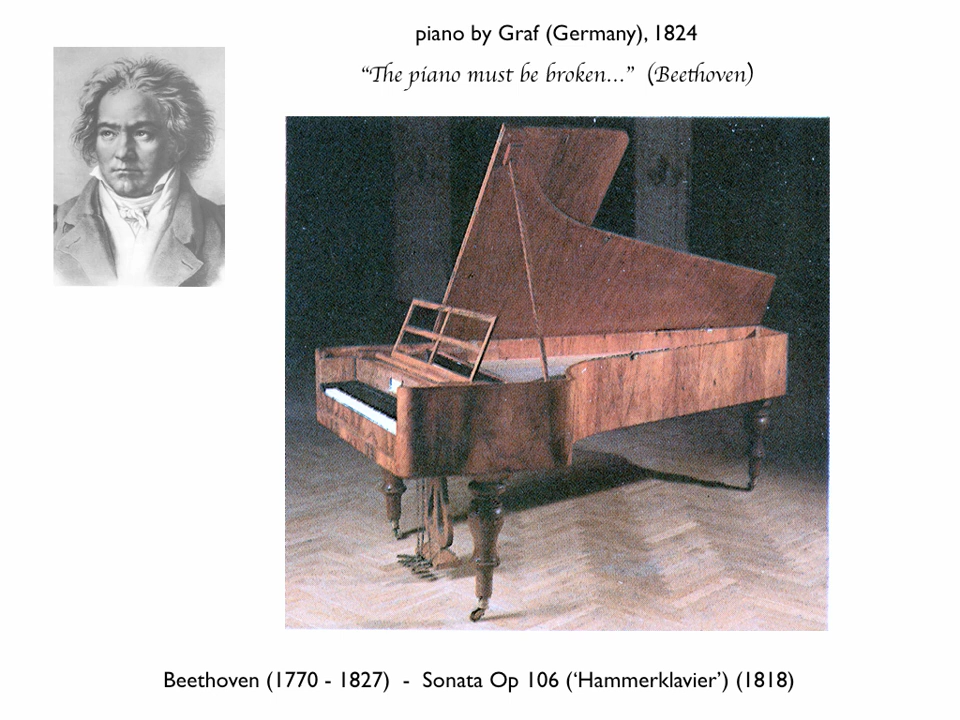 piano by Graf (Germany), 1824
“The piano must be broken...” (Beethoven)
Beethoven (1770 - 1827) - Sonata Op 106 (‘Hammerklavier’) (1818)